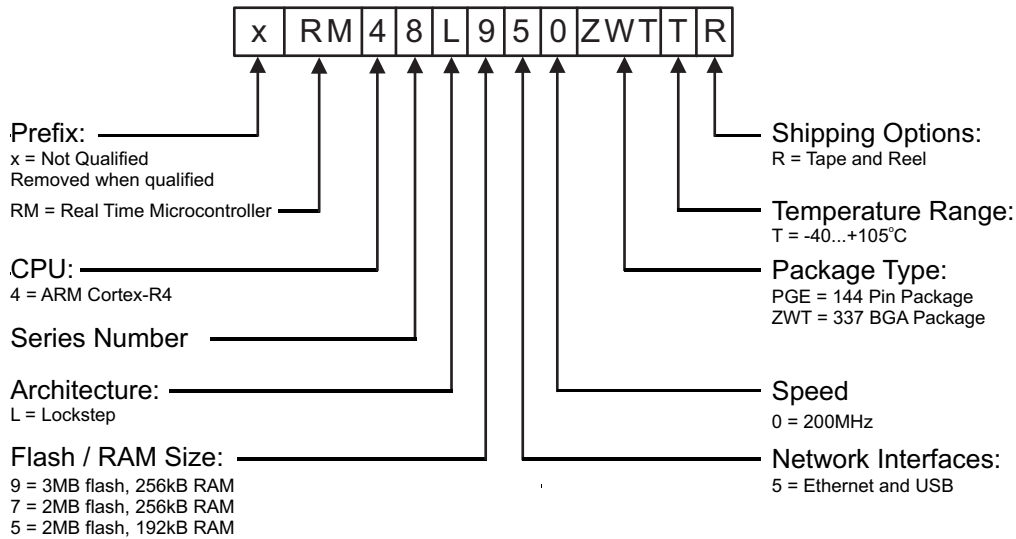 x RM 4 8 L 9 5 0 ZWT T R
Prefix:
x = Not Qualified
Removed when qualified
RM = Real Time Microcontroller
CPU:
4 = ARM Cortex-R4
Series Number
Architecture:
L = Lockstep
Flash / RAM Size:
9 = 3MB flash, 256kB RAM
7 = 2MB flash, 256kB RAM
5 = 2MB flash, 192kB RAM
Shipping Options:
R = Tape and Reel
Temperature Range:
T = -40...+105°C
Package Type:
PGE = 144 Pin Package
ZWT = 337 BGA Package
Speed
0 = 200MHz
Network Interfaces:
5 = Ethernet and USB